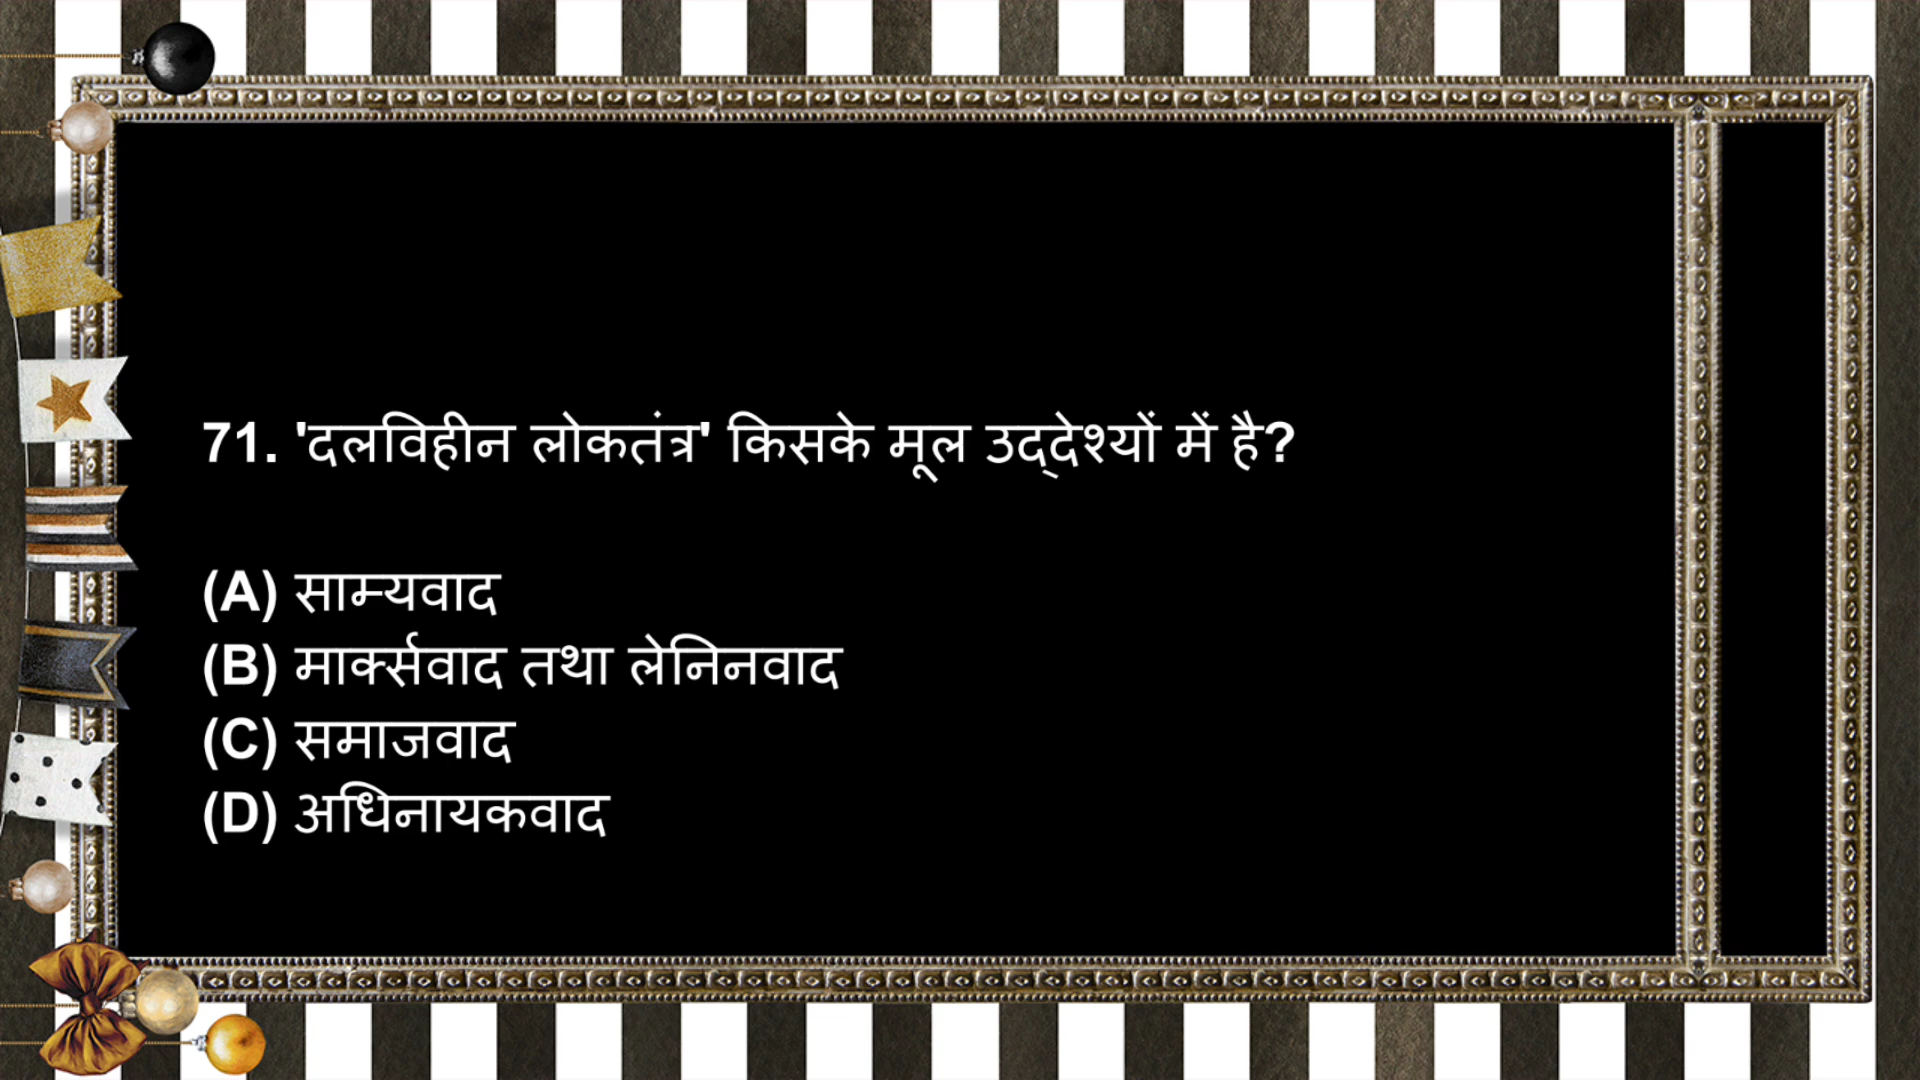 71. 'दलविहीन लोकतंत्र' किसके मूल उद्देश्यों में है?
(A) साम्यवाद
(B) मार्क्सवाद तथा लेनिनवाद
(C) समाजवाद
(D) अधिनायकवाद